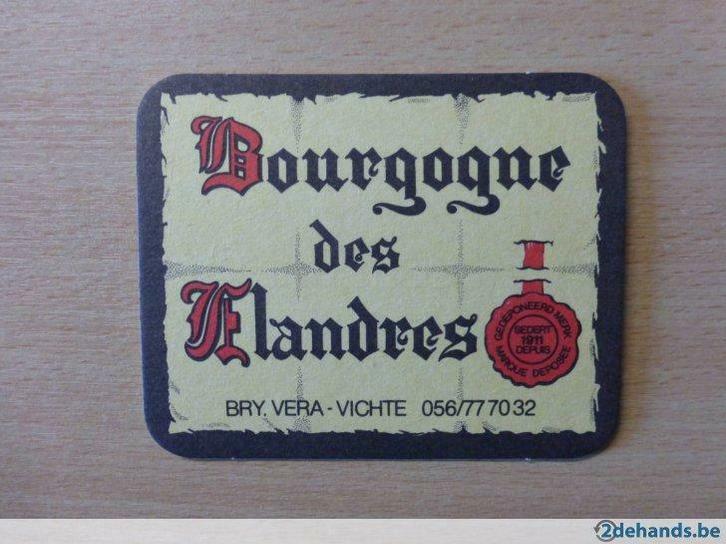 Bourgogne
des
Flandres
GEDEPONEERD MERK
SEDERT
1911
DEPUIS
MARQUE DEPOSEE
BRY. VERA - VICHTE 056/77 70 32
2dehands.be